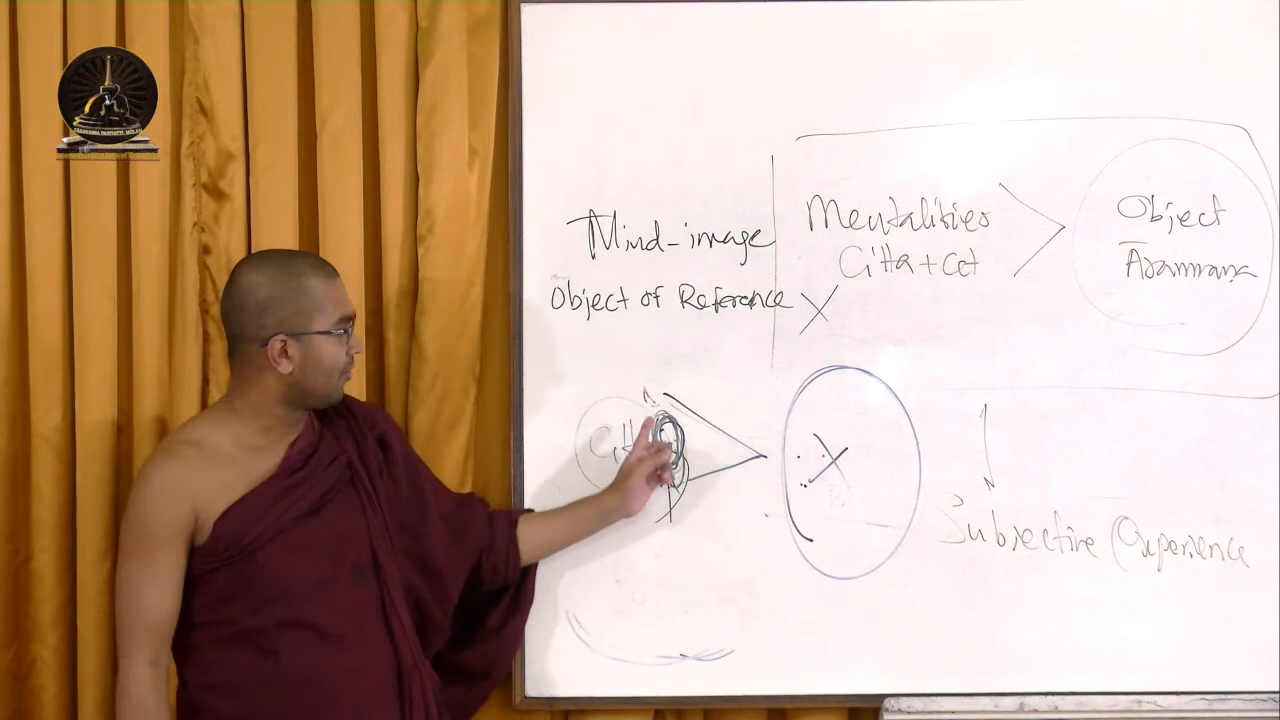 Mind-image
Object of Reference X
Mentalities
Citta + Cet
Object
Ārammaṇa
X
Subjective Experience